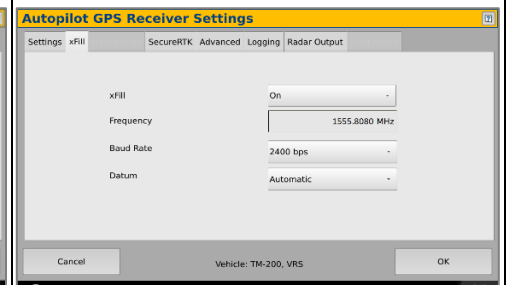 Autopilot GPS Receiver Settings
Settings xFill SecureRTK Advanced Logging Radar Output
xFill On
Frequency 1555.8080 MHz
Baud Rate 2400 bps
Datum Automatic
Cancel Vehicle: TM-200, VRS OK